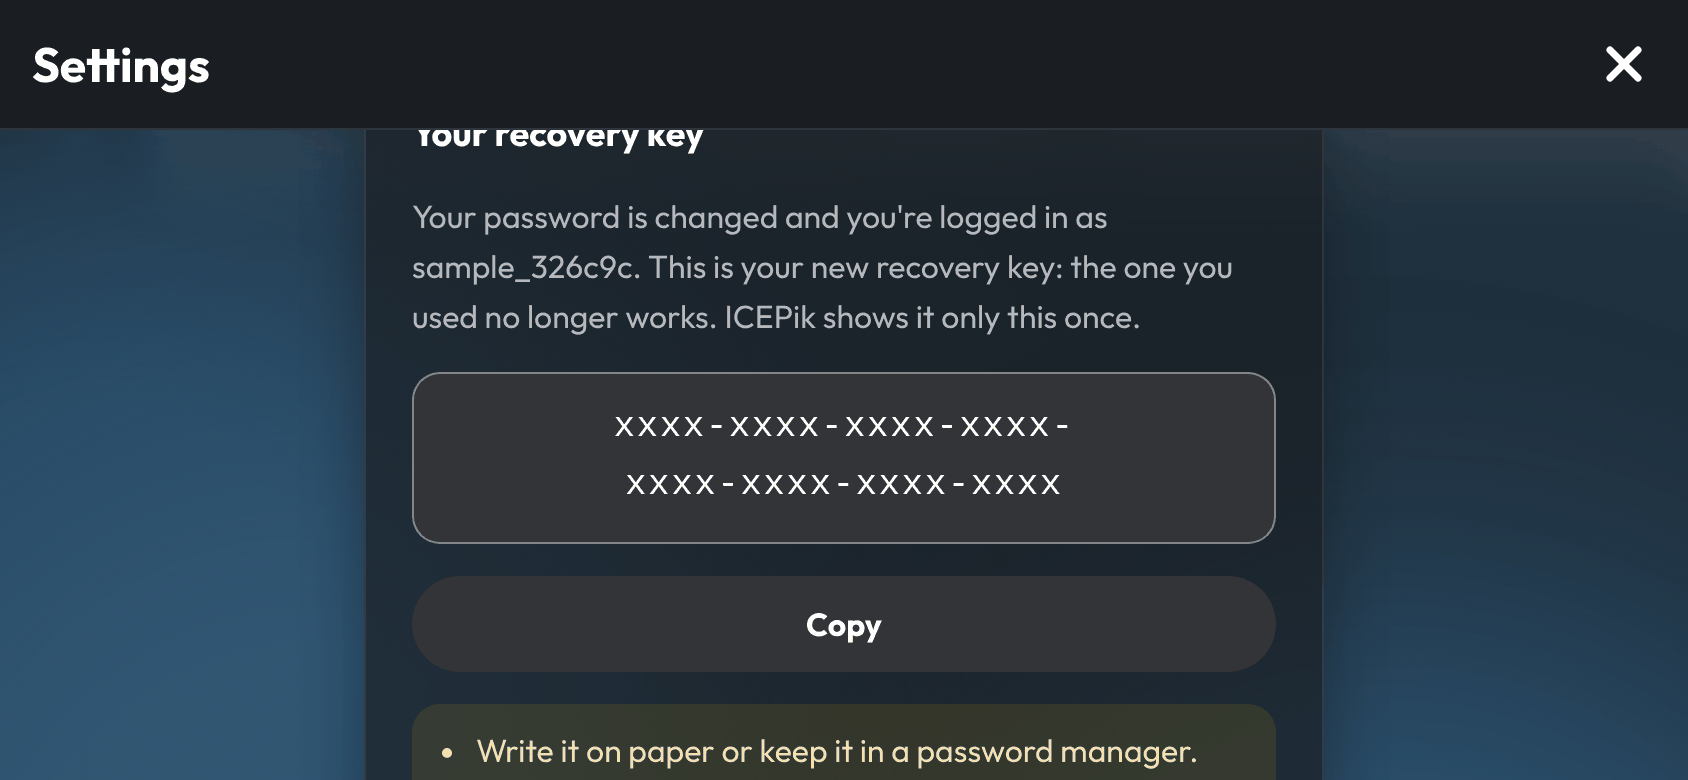 Settings
Your recovery key
Your password is changed and you're logged in as
sample_326c9c. This is your new recovery key: the one you
used no longer works. ICEPik shows it only this once.
xxxx-xxxx-xxxx-xxxx-
xxxx-xxxx-xxxx-xxxx
Copy
• Write it on paper or keep it in a password manager.